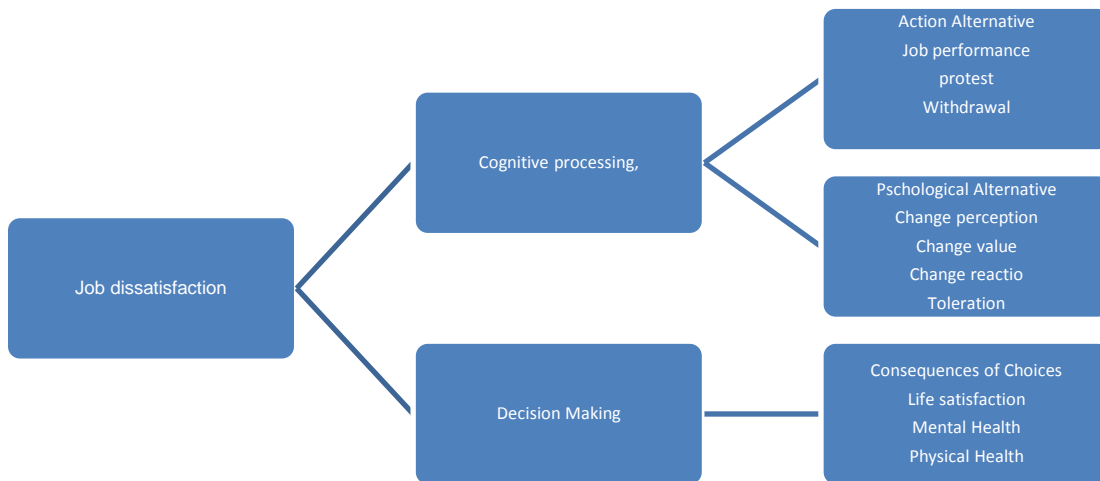 Job dissatisfaction
Cognitive processing,
Action Alternative
Job performance
protest
Withdrawal
Pschological Alternative
Change perception
Change value
Change reactio
Toleration
Decision Making
Consequences of Choices
Life satisfaction
Mental Health
Physical Health